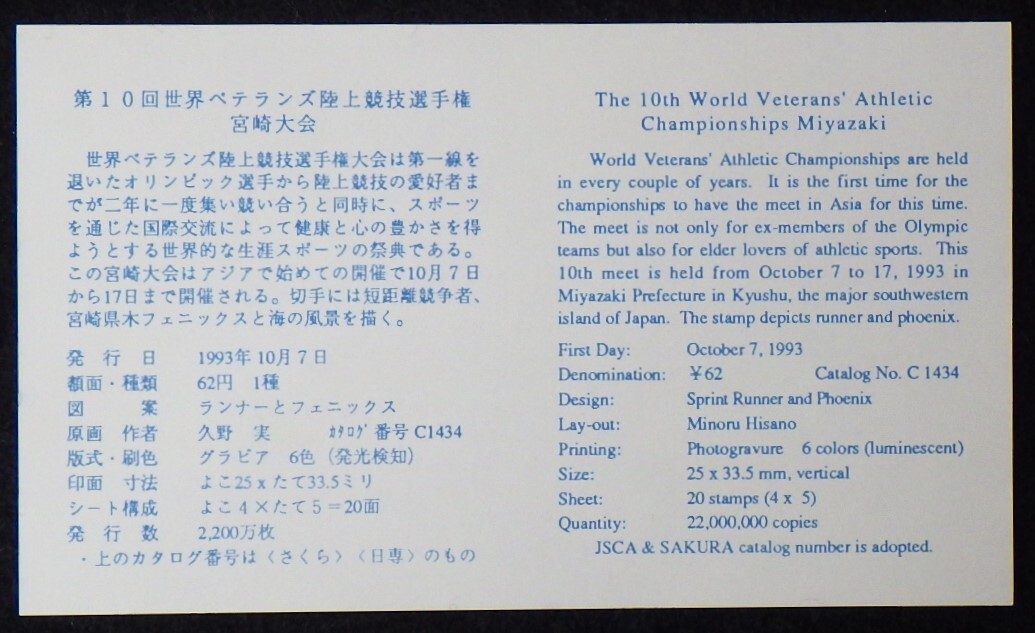 第10回世界ベテランズ陸上競技選手権
宮崎大会
世界ベテランズ陸上競技選手権大会は第一線を
退いたオリンピック選手から陸上競技の愛好者ま
でが二年に一度集い競い合うと同時に、スポーツ
を通じた国際交流によって健康と心の豊かさを得
ようとする世界的な生涯スポーツの祭典である。
この宮崎大会はアジアで始めての開催で10月7日
から17日まで開催される。切手には短距離競争者、
宮崎県木フェニックスと海の風景を描く。
発行日 1993年10月7日
額面・種類 62円 1種
図案 ランナーとフェニックス
原画作者 久野 実 ｶﾀﾛｸﾞ番号 C1434
版式・刷色 グラビア 6色（発光検知）
印面寸法 よこ25xたて33.5ミリ
シート構成 よこ4×たて5＝20面
発行数 2,200万枚
・上のカタログ番号は〈さくら〉〈日専〉のもの
The 10th World Veterans' Athletic
Championships Miyazaki
World Veterans' Athletic Championships are held
in every couple of years. It is the first time for the
championships to have the meet in Asia for this time.
The meet is not only for ex-members of the Olympic
teams but also for elder lovers of athletic sports. This
10th meet is held from October 7 to 17, 1993 in
Miyazaki Prefecture in Kyushu, the major southwestern
island of Japan. The stamp depicts runner and phoenix.
First Day: October 7, 1993
Denomination: ¥62 Catalog No. C 1434
Design: Sprint Runner and Phoenix
Lay-out: Minoru Hisano
Printing: Photogravure 6 colors (luminescent)
Size: 25 x 33.5 mm, vertical
Sheet: 20 stamps (4 x 5)
Quantity: 22,000,000 copies
JSCA & SAKURA catalog number is adopted.